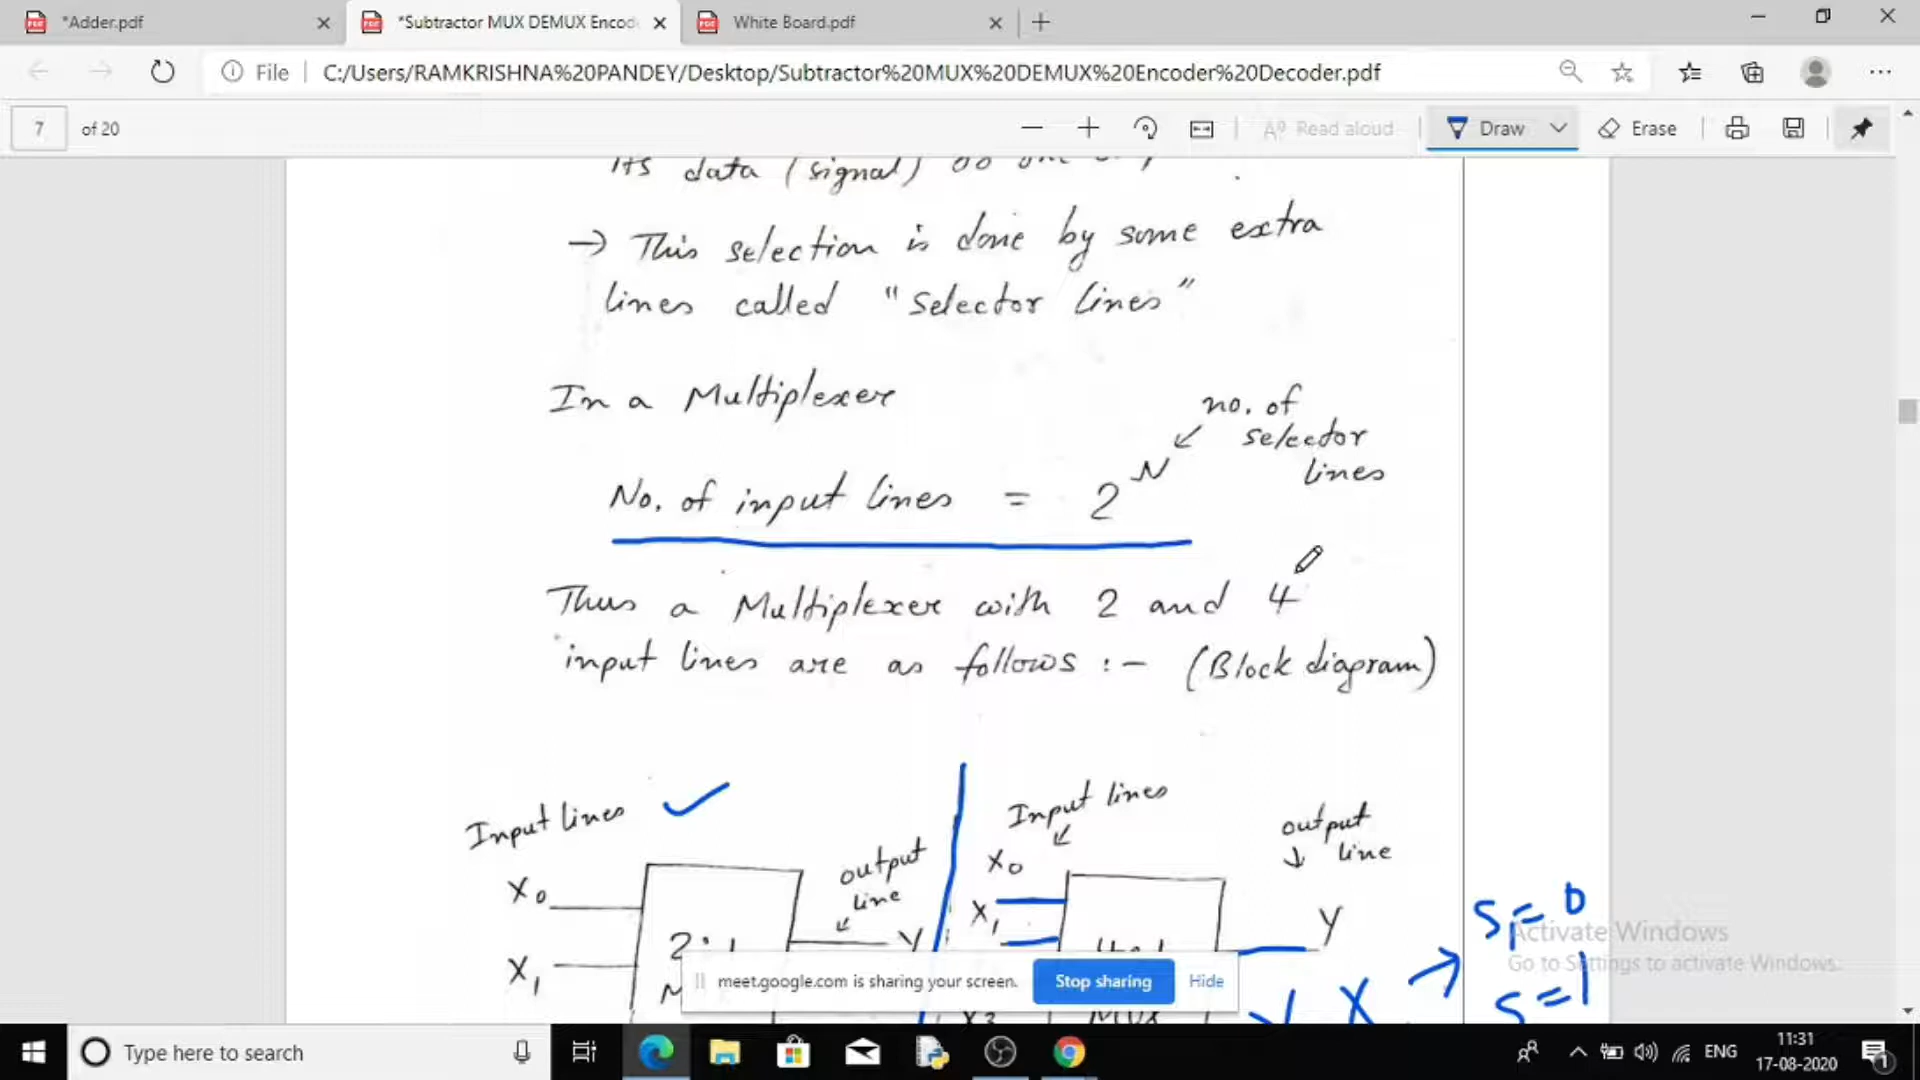 *Adder.pdf
*Subtractor MUX DEMUX Encod
White Board.pdf
File
C:/Users/RAMKRISHNA%20PANDEY/Desktop/Subtractor%20MUX%20DEMUX%20Encoder%20Decoder.pdf
7 of 20
Read aloud
Draw
Erase
Its data (signal)
→ This selection is done by some extra
lines called "selector lines"
In a Multiplexer
no. of
selector
lines
No. of input lines = 2^N
Thus a Multiplexer with 2 and 4
input lines are as follows :- (Block diagram)
Input lines
Input lines
output
line
output
line
X0
X1
Y
X0
X1
Y
S1 = 0
S = 1
X
MUX
Activate Windows
Go to Settings to activate Windows.
meet.google.com is sharing your screen.
Stop sharing
Hide
Type here to search
ENG
11:31
17-08-2020
1